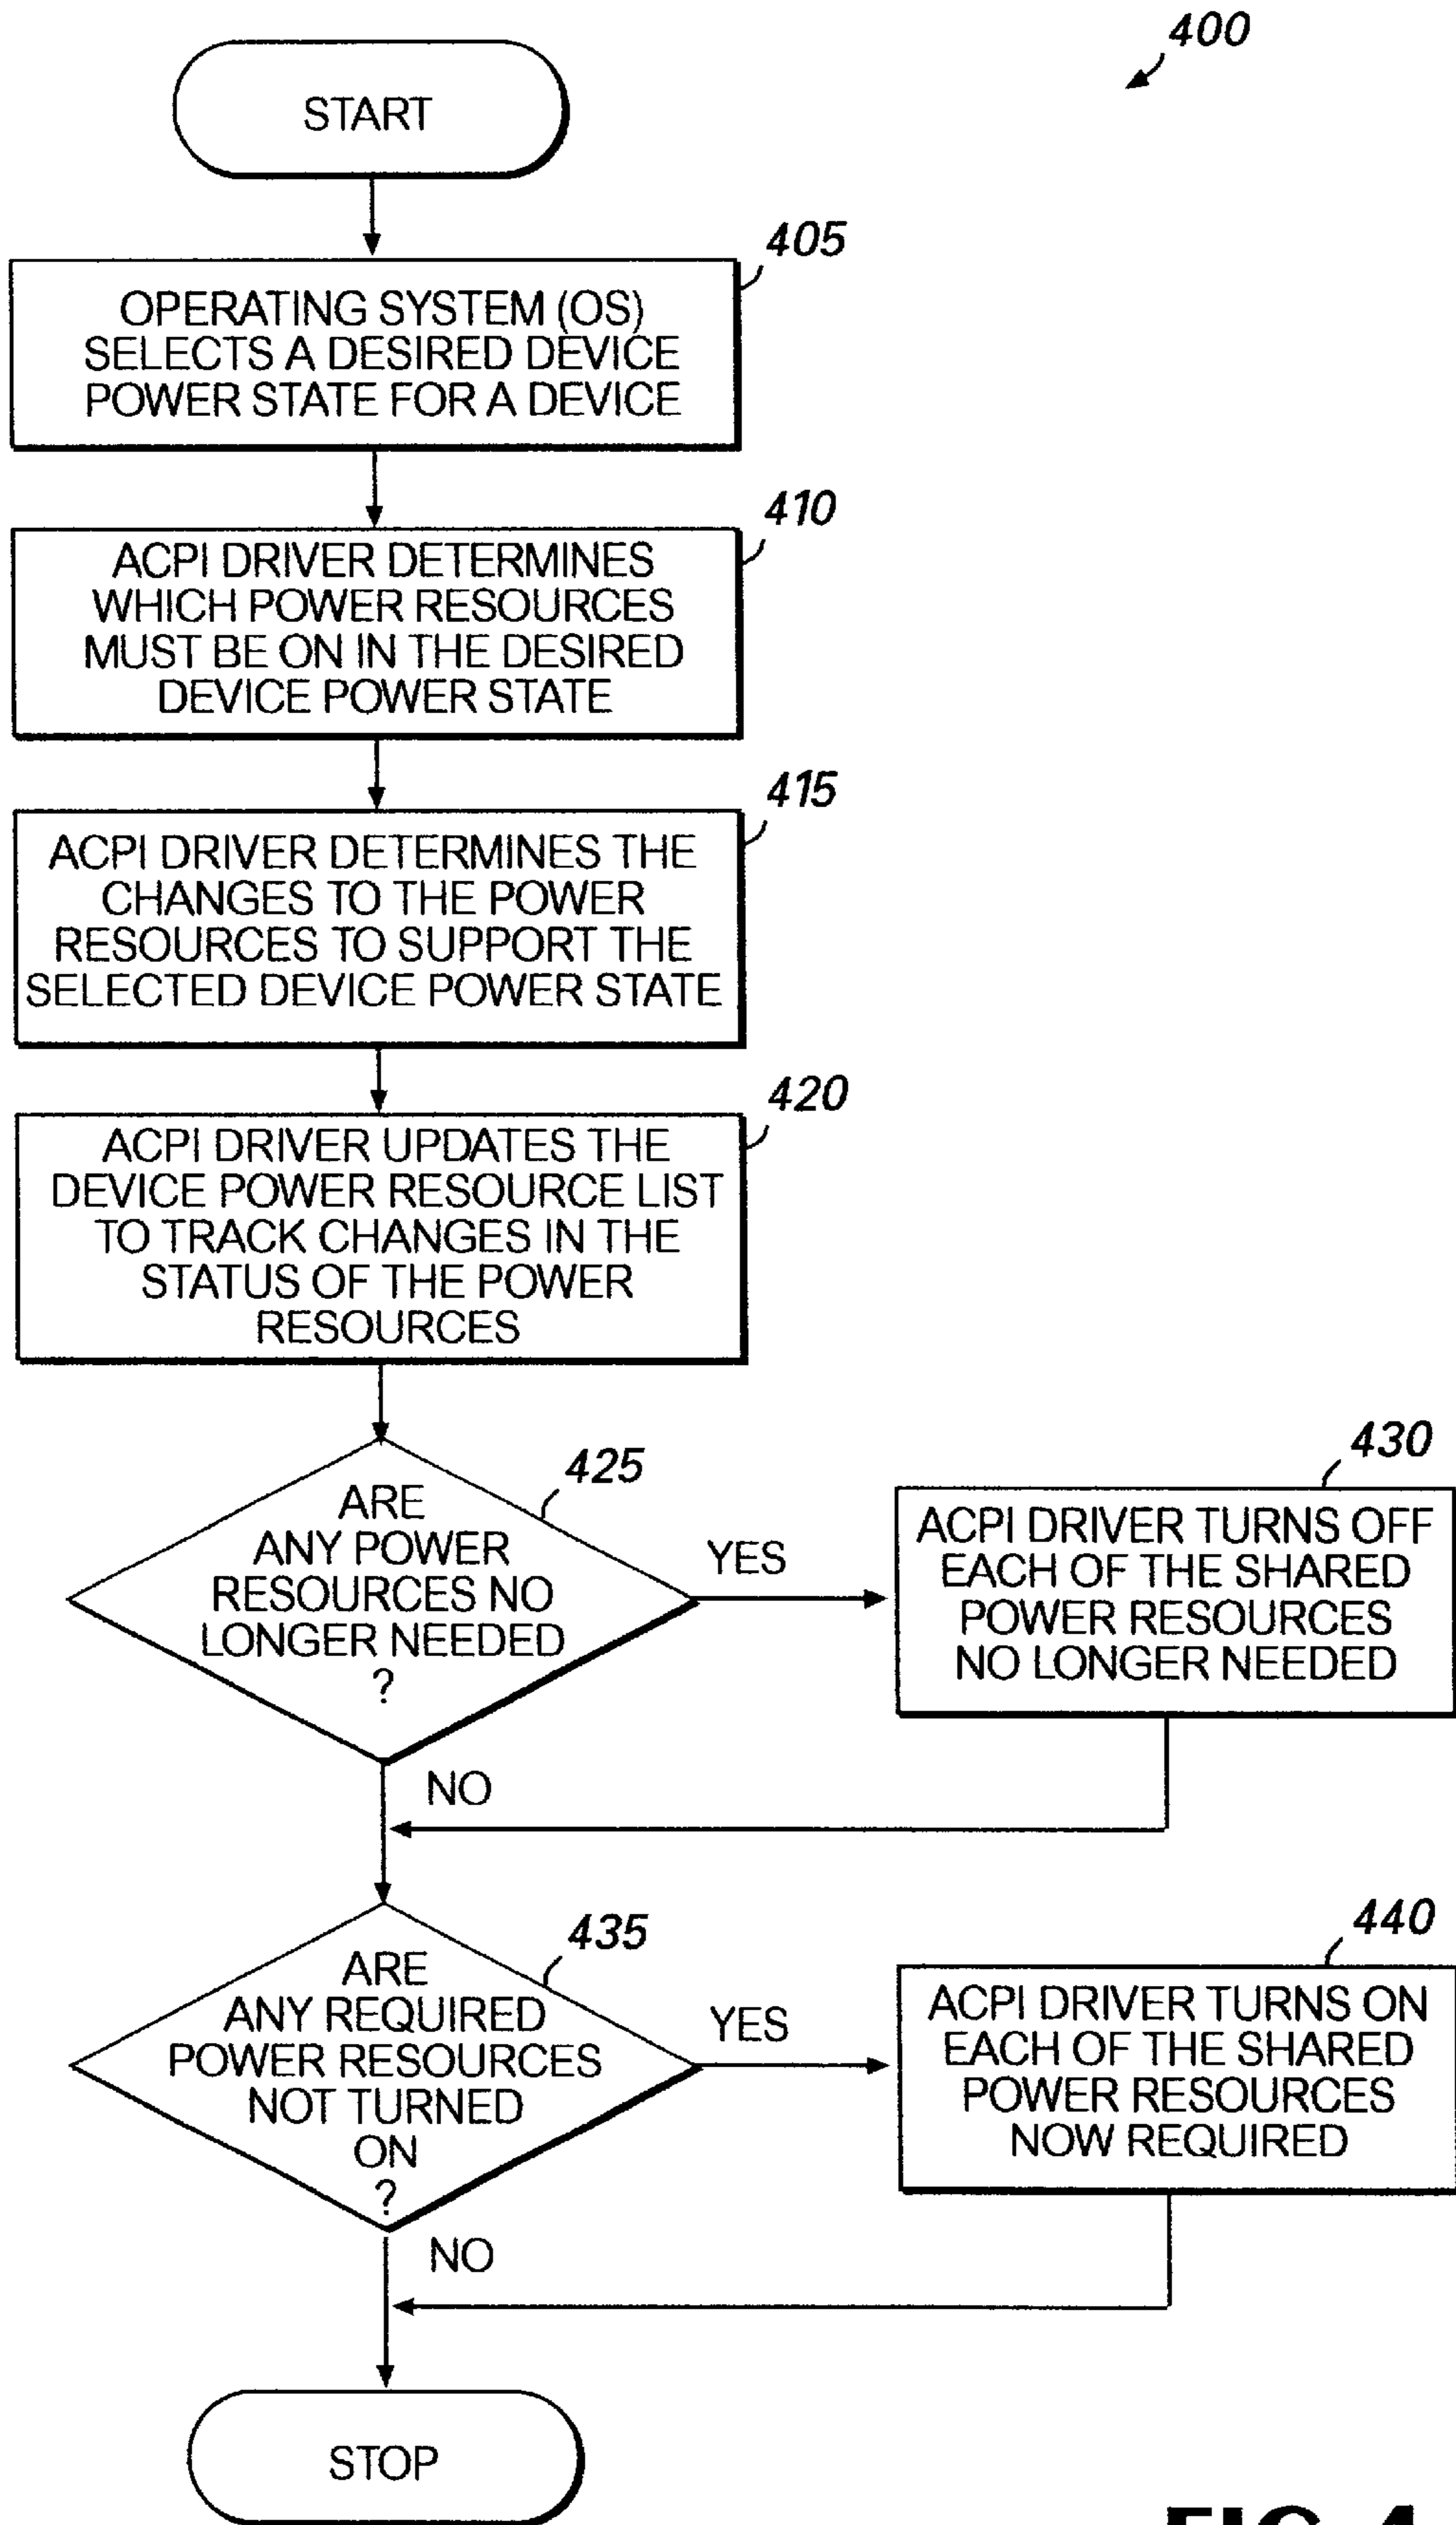 400
START
405
OPERATING SYSTEM (OS)
SELECTS A DESIRED DEVICE
POWER STATE FOR A DEVICE
410
ACPI DRIVER DETERMINES
WHICH POWER RESOURCES
MUST BE ON IN THE DESIRED
DEVICE POWER STATE
415
ACPI DRIVER DETERMINES THE
CHANGES TO THE POWER
RESOURCES TO SUPPORT THE
SELECTED DEVICE POWER STATE
420
ACPI DRIVER UPDATES THE
DEVICE POWER RESOURCE LIST
TO TRACK CHANGES IN THE
STATUS OF THE POWER
RESOURCES
425
ARE
ANY POWER
RESOURCES NO
LONGER NEEDED
?
YES
NO
430
ACPI DRIVER TURNS OFF
EACH OF THE SHARED
POWER RESOURCES
NO LONGER NEEDED
435
ARE
ANY REQUIRED
POWER RESOURCES
NOT TURNED
ON
?
YES
NO
440
ACPI DRIVER TURNS ON
EACH OF THE SHARED
POWER RESOURCES
NOW REQUIRED
STOP